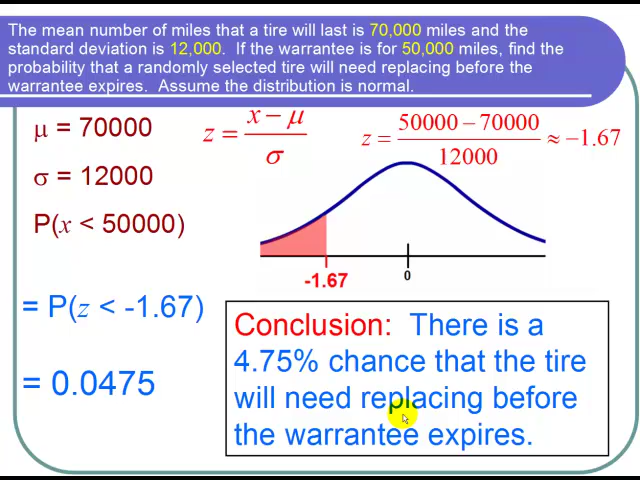 The mean number of miles that a tire will last is 70,000 miles and the
standard deviation is 12,000. If the warrantee is for 50,000 miles, find the
probability that a randomly selected tire will need replacing before the
warrantee expires. Assume the distribution is normal.
μ = 70000
z = (x − μ) / σ
z = (50000 − 70000) / 12000 ≈ −1.67
σ = 12000
P(x < 50000)
-1.67
0
= P(z < -1.67)
= 0.0475
Conclusion: There is a
4.75% chance that the tire
will need replacing before
the warrantee expires.